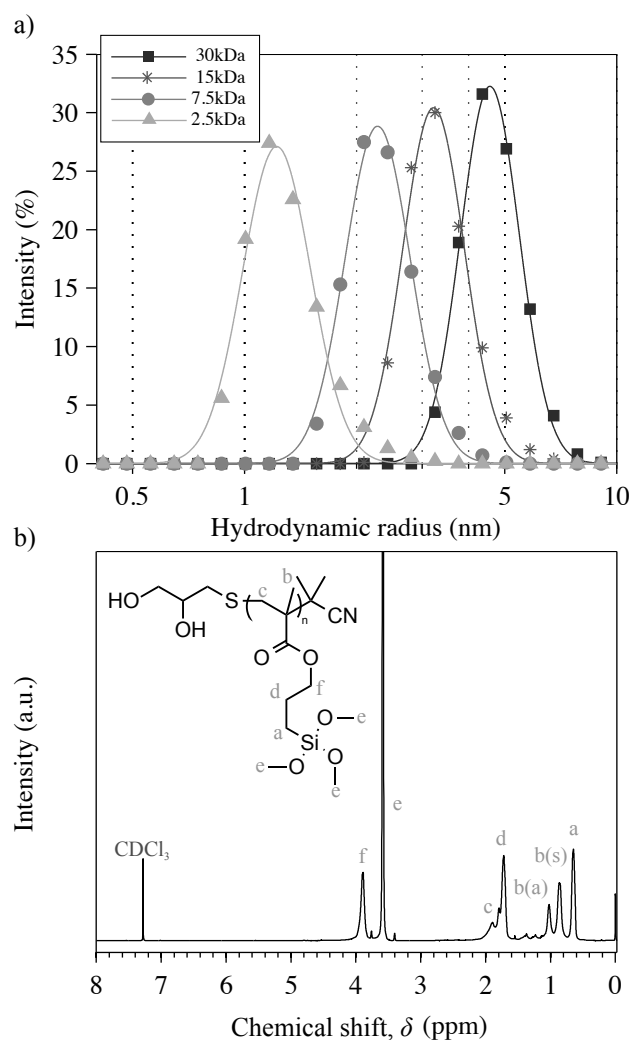 a)
30kDa
15kDa
7.5kDa
2.5kDa
35
30
25
20
15
10
5
0
Intensity (%)
0.5
1
5
10
Hydrodynamic radius (nm)
b)
HO
OH
S
c
b
n
CN
O
O
d
f
a
Si
O
e
e
O
O
e
e
CDCl₃
f
d
c
b(a)
b(s)
a
Intensity (a.u.)
8
7
6
5
4
3
2
1
0
Chemical shift, δ (ppm)